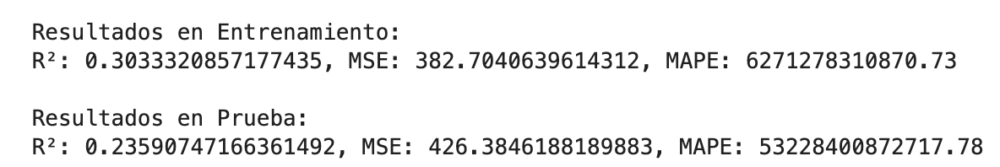 Resultados en Entrenamiento:
R²: 0.3033320857177435, MSE: 382.7040639614312, MAPE: 6271278310870.73
Resultados en Prueba:
R²: 0.23590747166361492, MSE: 426.3846188189883, MAPE: 53228400872717.78